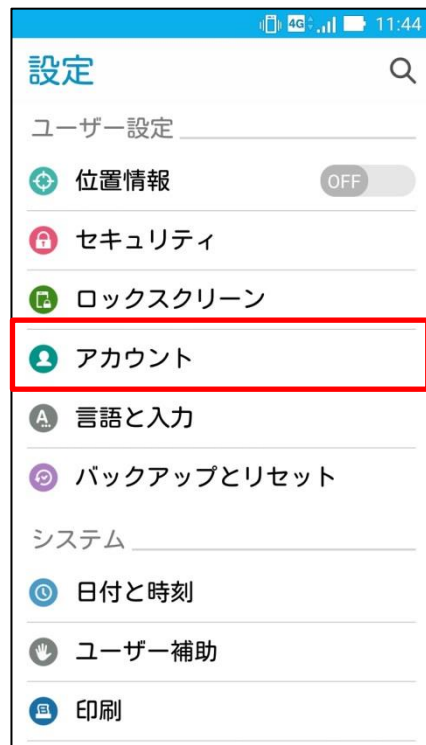 4G 11:44
設定
ユーザー設定
位置情報 OFF
セキュリティ
ロックスクリーン
アカウント
言語と入力
バックアップとリセット
システム
日付と時刻
ユーザー補助
印刷